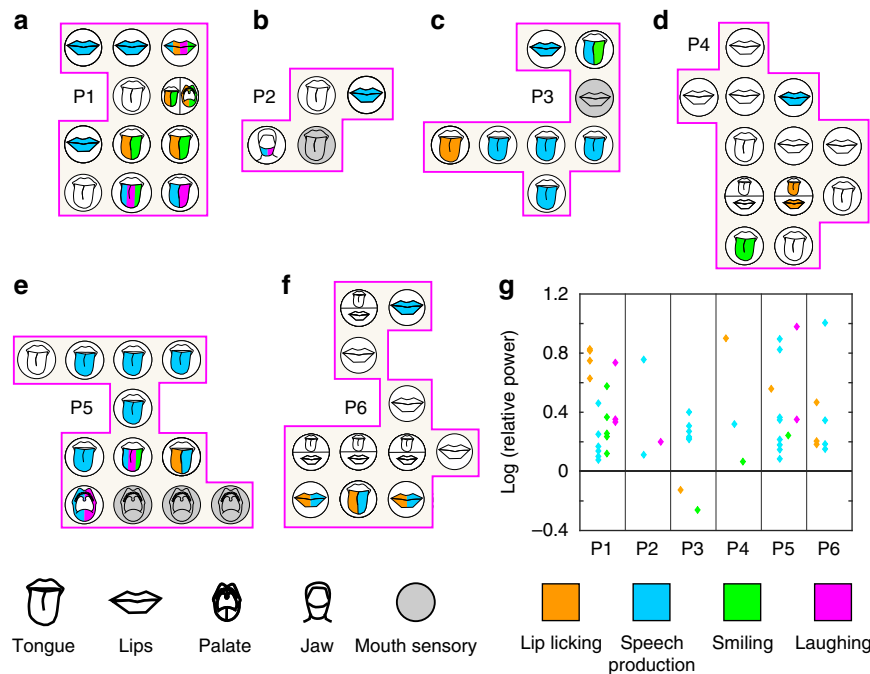 a
b
c
d
P1
P2
P3
P4
e
f
g
P5
P6
Log (relative power)
1.2
0.8
0.4
0
−0.4
P1 P2 P3 P4 P5 P6
Tongue Lips Palate Jaw Mouth sensory
Lip licking Speech production Smiling Laughing